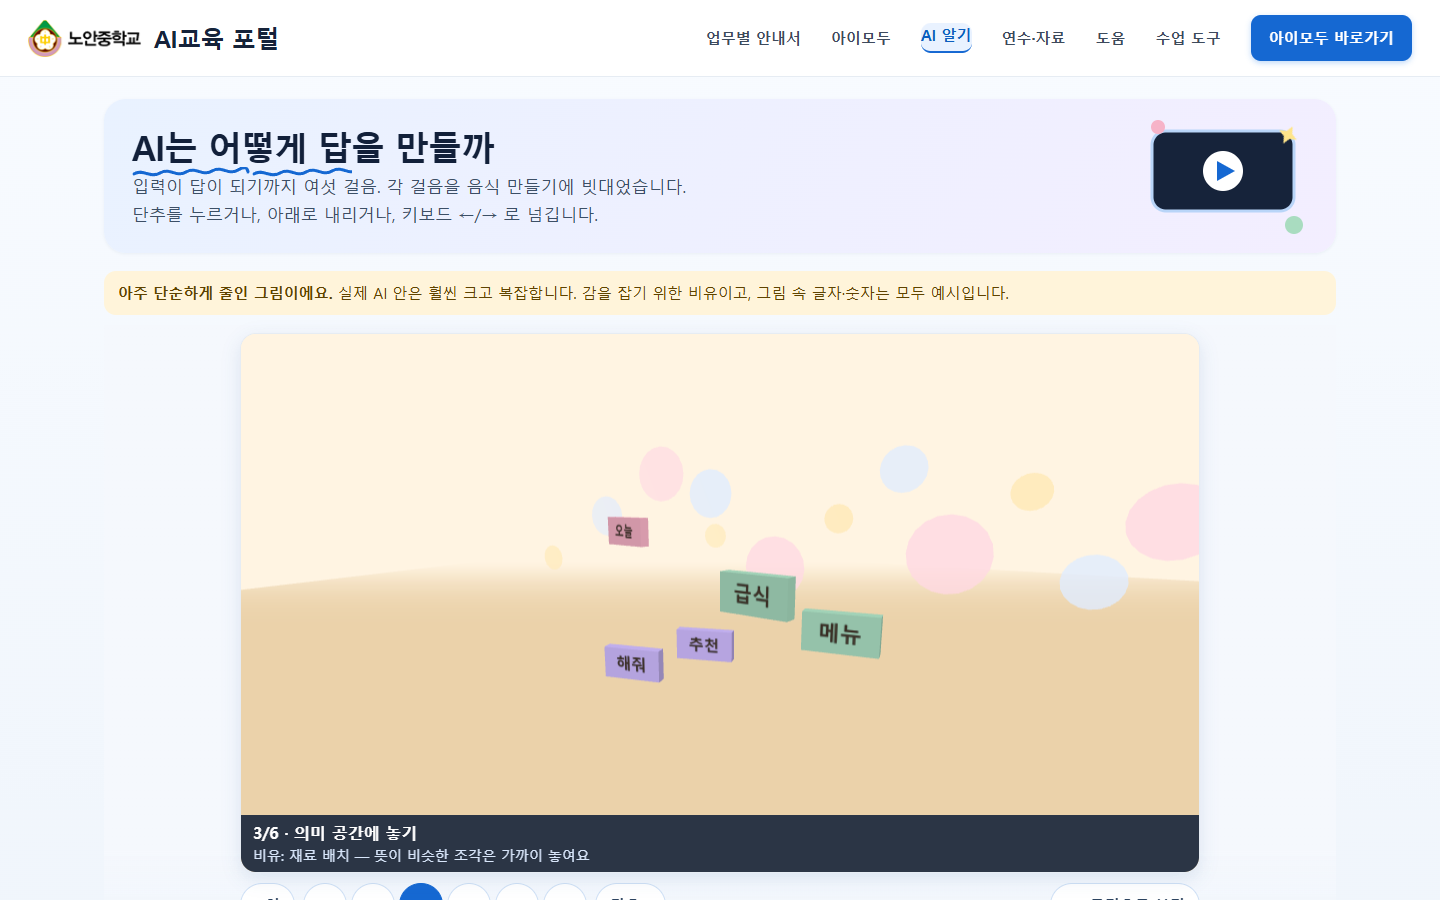 노안중학교 AI교육 포털
업무별 안내서 아이모두 AI 알기 연수·자료 도움 수업 도구 아이모두 바로가기
AI는 어떻게 답을 만들까
입력이 답이 되기까지 여섯 걸음. 각 걸음을 음식 만들기에 빗대었습니다.
단추를 누르거나, 아래로 내리거나, 키보드 ←/→ 로 넘깁니다.
아주 단순하게 줄인 그림이에요. 실제 AI 안은 훨씬 크고 복잡합니다. 감을 잡기 위한 비유이고, 그림 속 글자·숫자는 모두 예시입니다.
오늘
급식
메뉴
추천
해줘
3/6 · 의미 공간에 놓기
비유: 재료 배치 — 뜻이 비슷한 조각은 가까이 놓여요